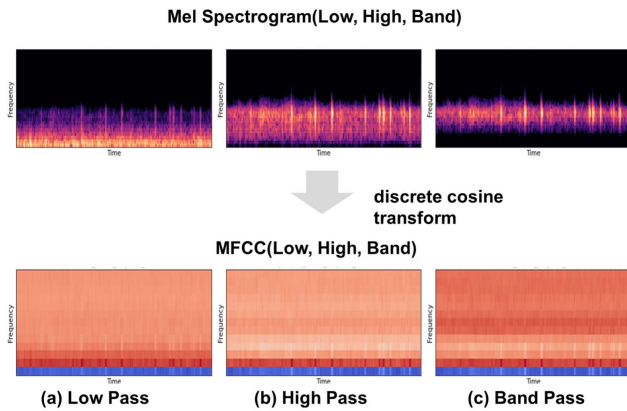 Mel Spectrogram(Low, High, Band)
Frequency
Frequency
Frequency
Time
Time
Time
discrete cosine
transform
MFCC(Low, High, Band)
Frequency
Frequency
Frequency
Time
Time
Time
(a) Low Pass
(b) High Pass
(c) Band Pass